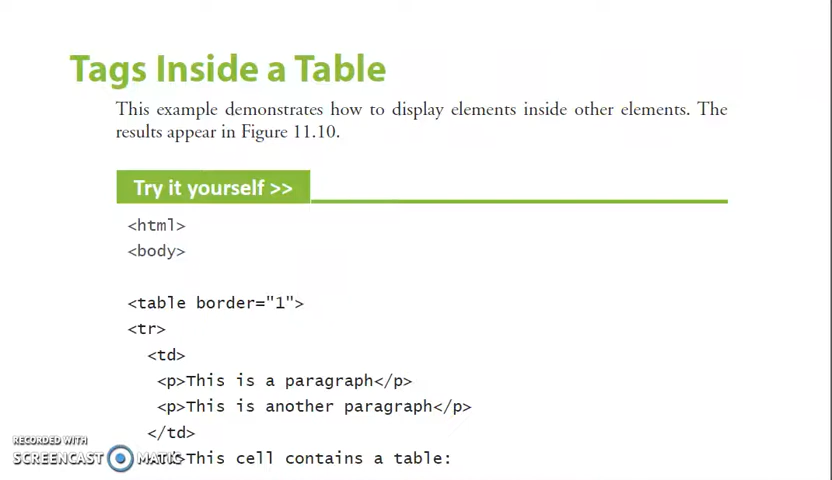 Tags Inside a Table
This example demonstrates how to display elements inside other elements. The
results appear in Figure 11.10.
Try it yourself >>
<html>
<body>
<table border="1">
<tr>
<td>
<p>This is a paragraph</p>
<p>This is another paragraph</p>
</td>
RECORDED WITH
SCREENCAST MATIC
>This cell contains a table: